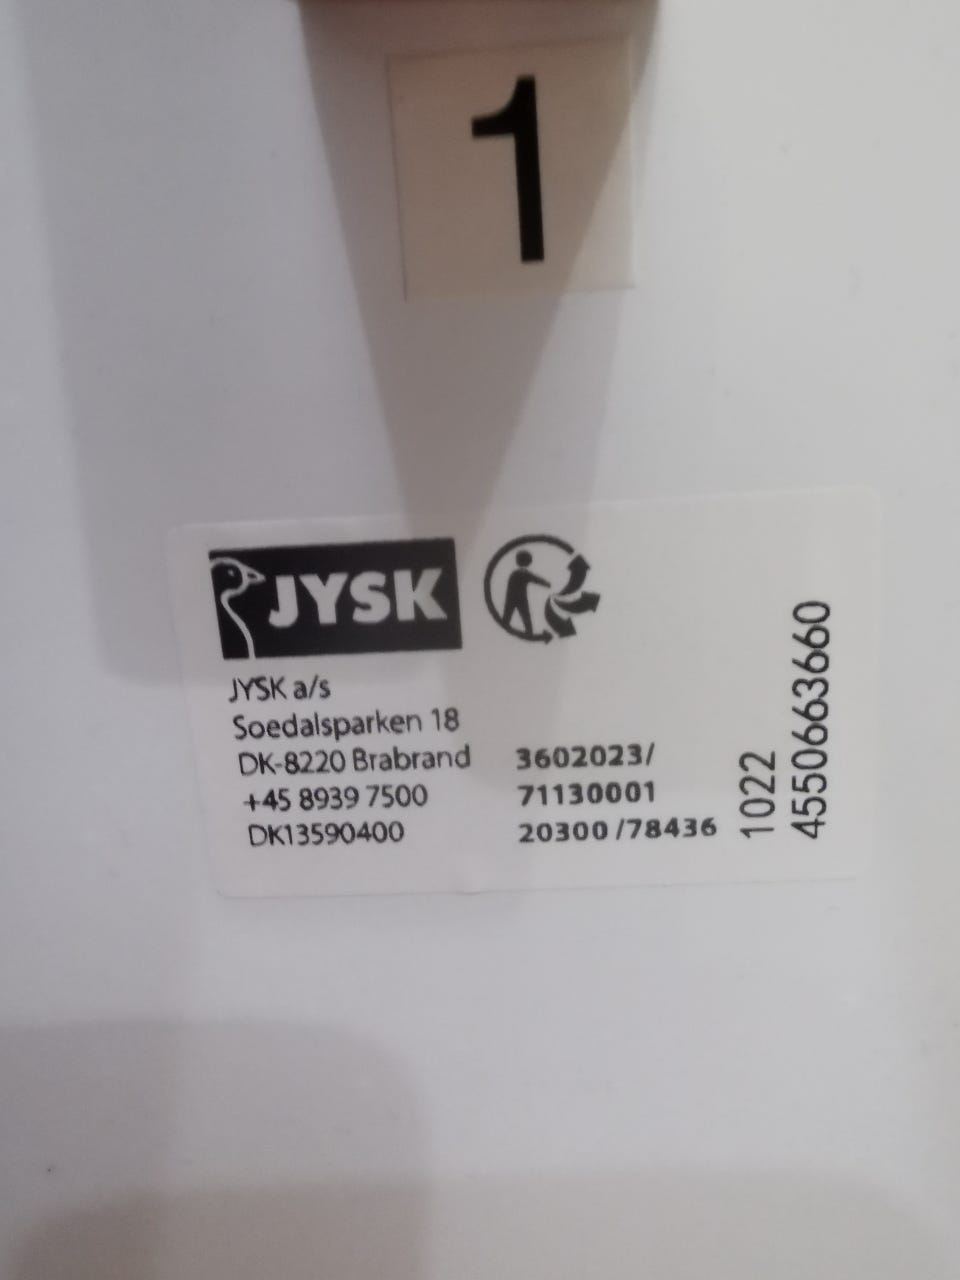 1
JYSK
JYSK a/s
Soedalsparken 18
DK-8220 Brabrand
+45 8939 7500
DK13590400
3602023/
71130001
20300 /78436
1022
4550663660